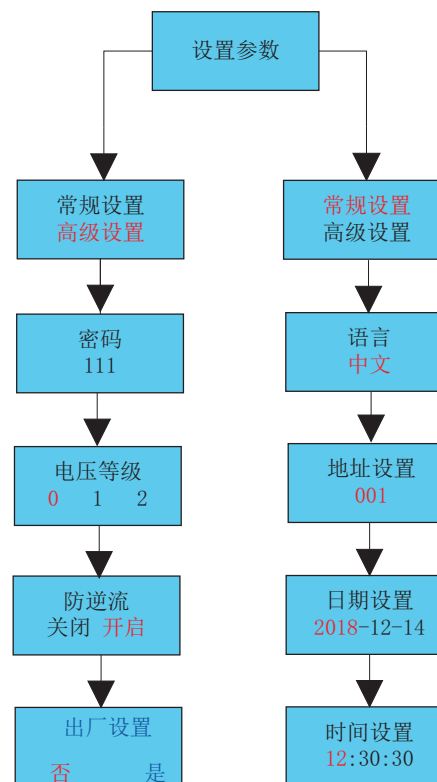 设置参数
常规设置
高级设置
密码
111
电压等级
0 1 2
防逆流
关闭 开启
出厂设置
否 是
常规设置
高级设置
语言
中文
地址设置
001
日期设置
2018-12-14
时间设置
12:30:30